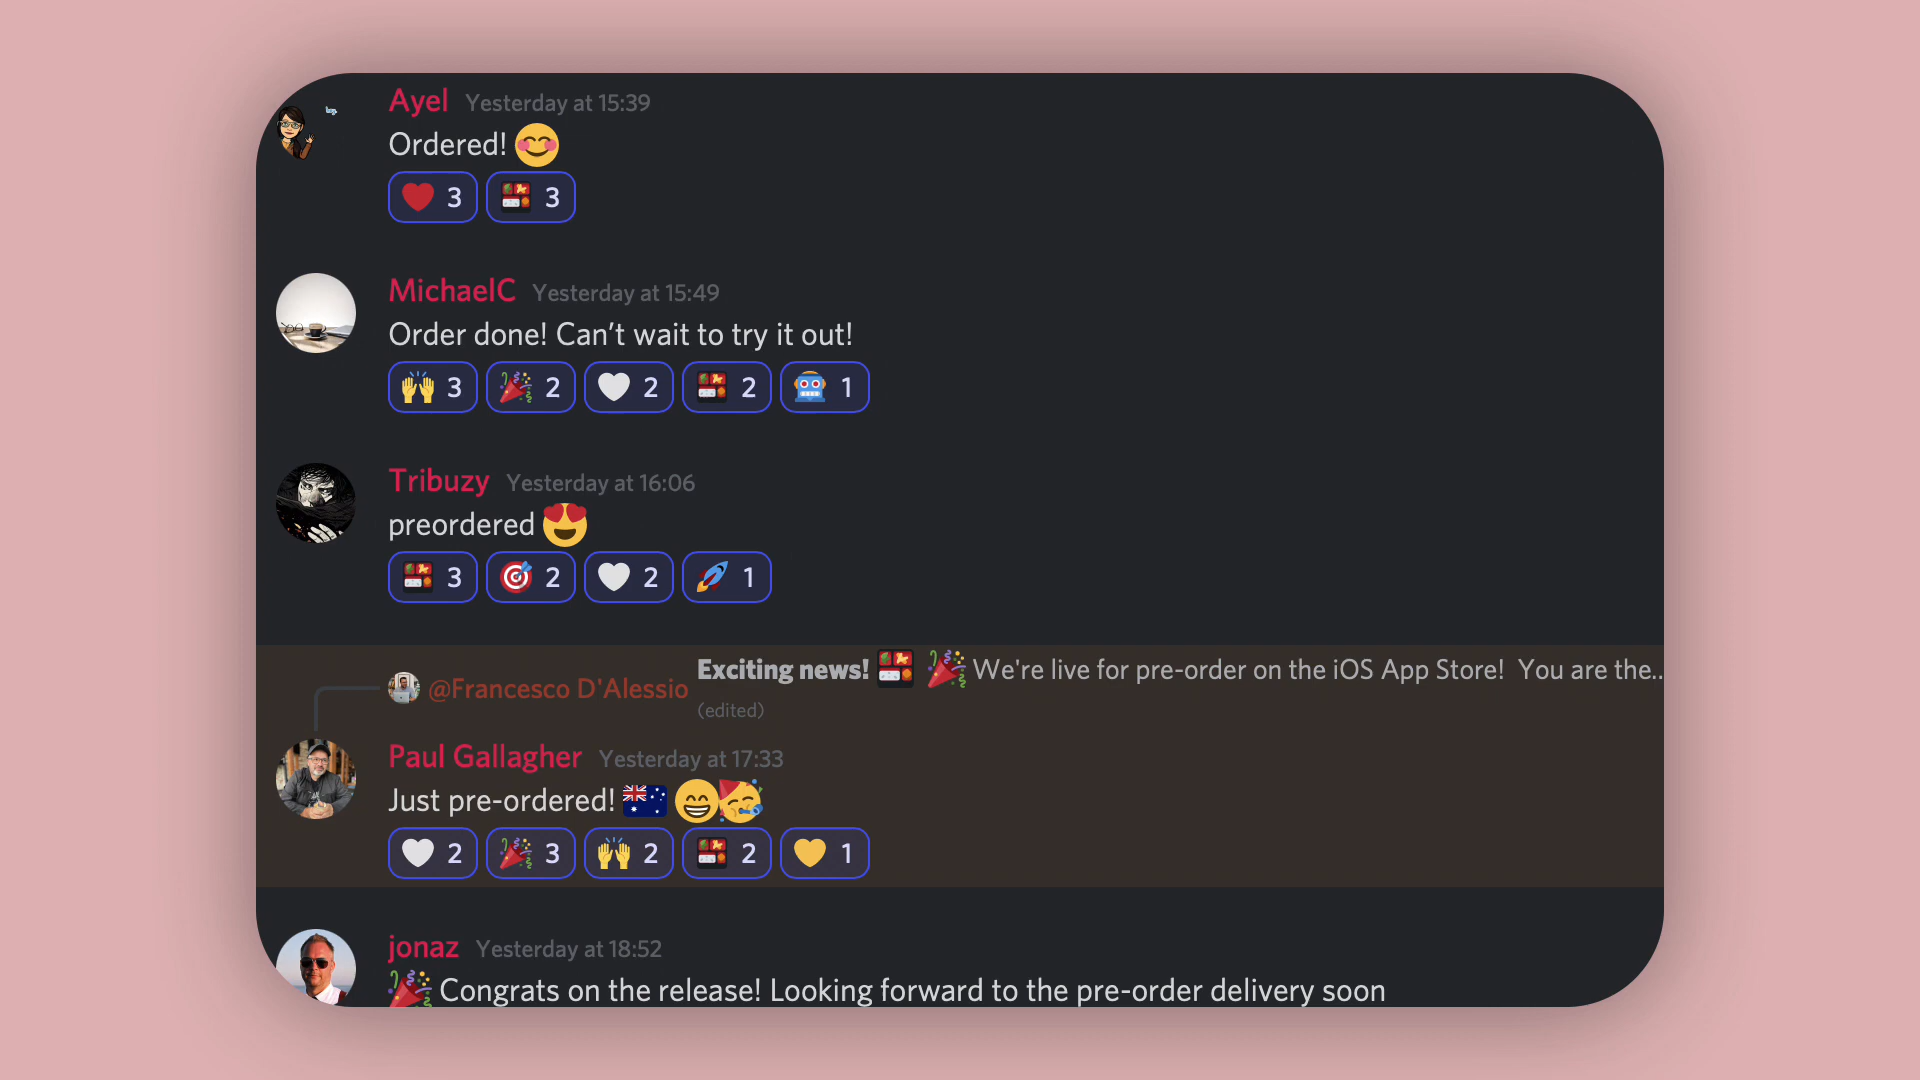 Ayel Yesterday at 15:39
Ordered! 😊
❤️ 3 🍱 3
MichaelC Yesterday at 15:49
Order done! Can’t wait to try it out!
🙌 3 🎉 2 🤍 2 🍱 2 🤖 1
Tribuzy Yesterday at 16:06
preordered 😍
🍱 3 🎯 2 🤍 2 🚀 1
@Francesco D'Alessio Exciting news! 🍱 🎉 We're live for pre-order on the iOS App Store! You are the..
(edited)
Paul Gallagher Yesterday at 17:33
Just pre-ordered! 🇦🇺 😄🥳
🤍 2 🎉 3 🙌 2 🍱 2 💛 1
jonaz Yesterday at 18:52
🎉 Congrats on the release! Looking forward to the pre-order delivery soon